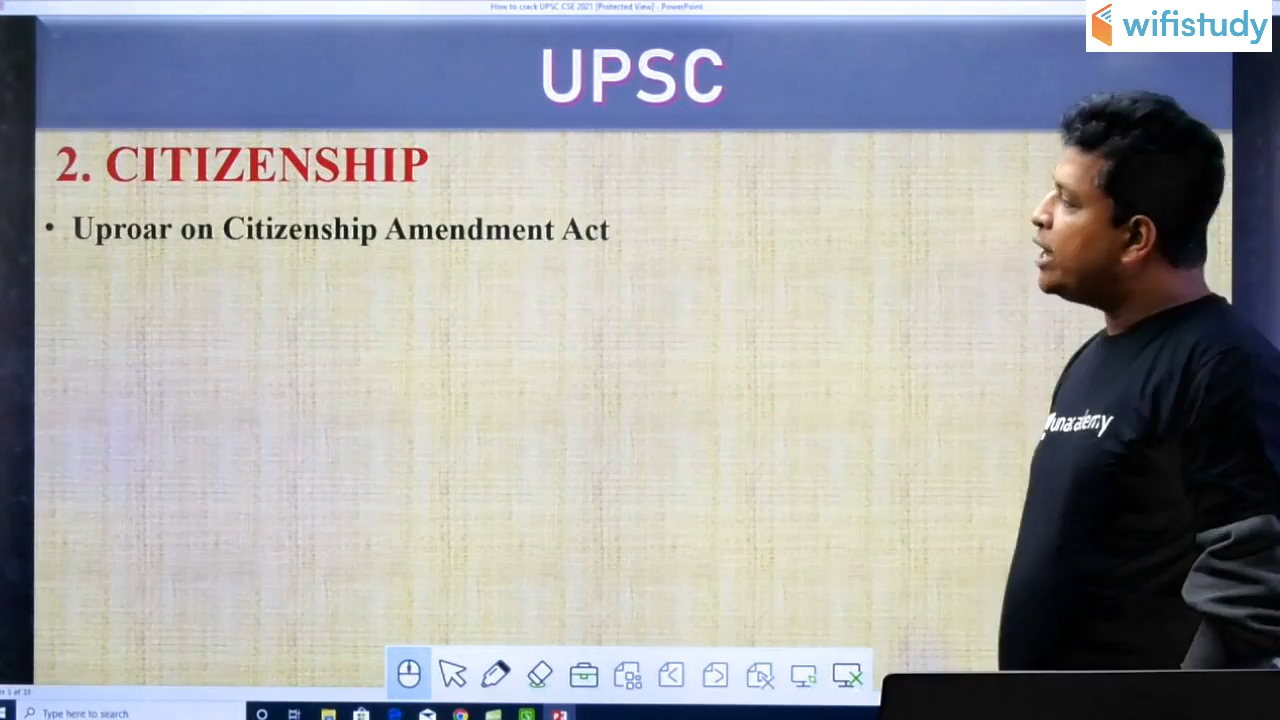 How to crack UPSC CSE 2021 [Protected View] - PowerPoint
wifistudy
UPSC
2. CITIZENSHIP
• Uproar on Citizenship Amendment Act
unacademy
Type here to search